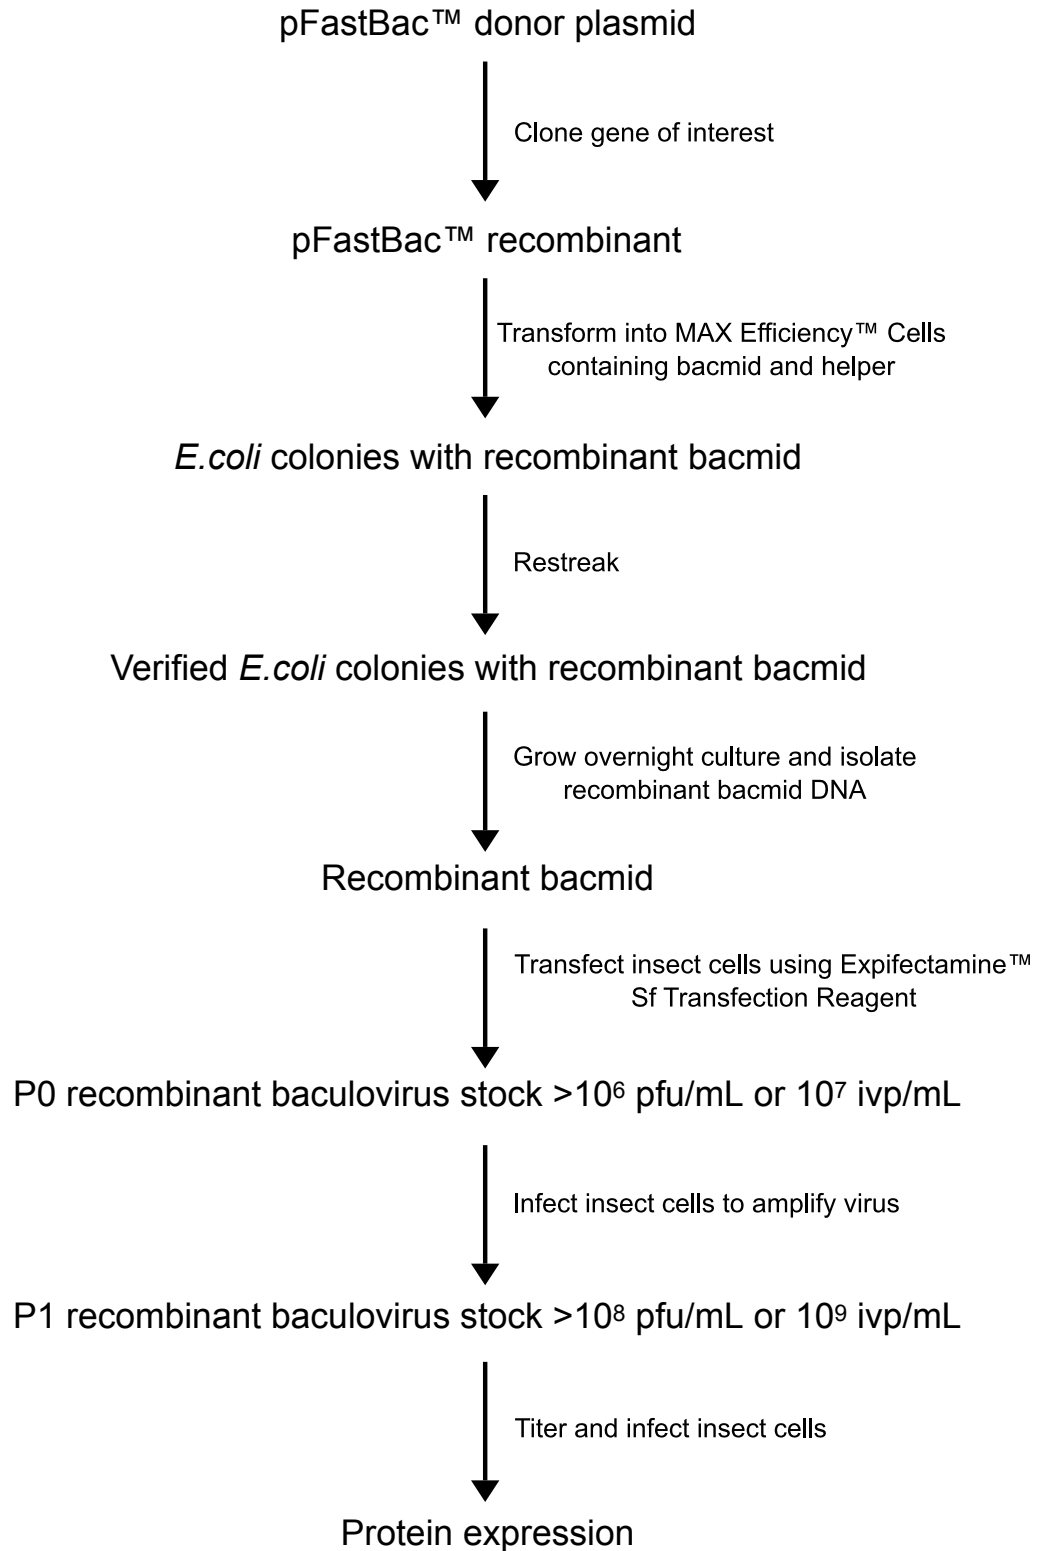 pFastBac™ donor plasmid
Clone gene of interest
pFastBac™ recombinant
Transform into MAX Efficiency™ Cells
containing bacmid and helper
E.coli colonies with recombinant bacmid
Restreak
Verified E.coli colonies with recombinant bacmid
Grow overnight culture and isolate
recombinant bacmid DNA
Recombinant bacmid
Transfect insect cells using Expifectamine™
Sf Transfection Reagent
P0 recombinant baculovirus stock >10⁶ pfu/mL or 10⁷ ivp/mL
Infect insect cells to amplify virus
P1 recombinant baculovirus stock >10⁸ pfu/mL or 10⁹ ivp/mL
Titer and infect insect cells
Protein expression